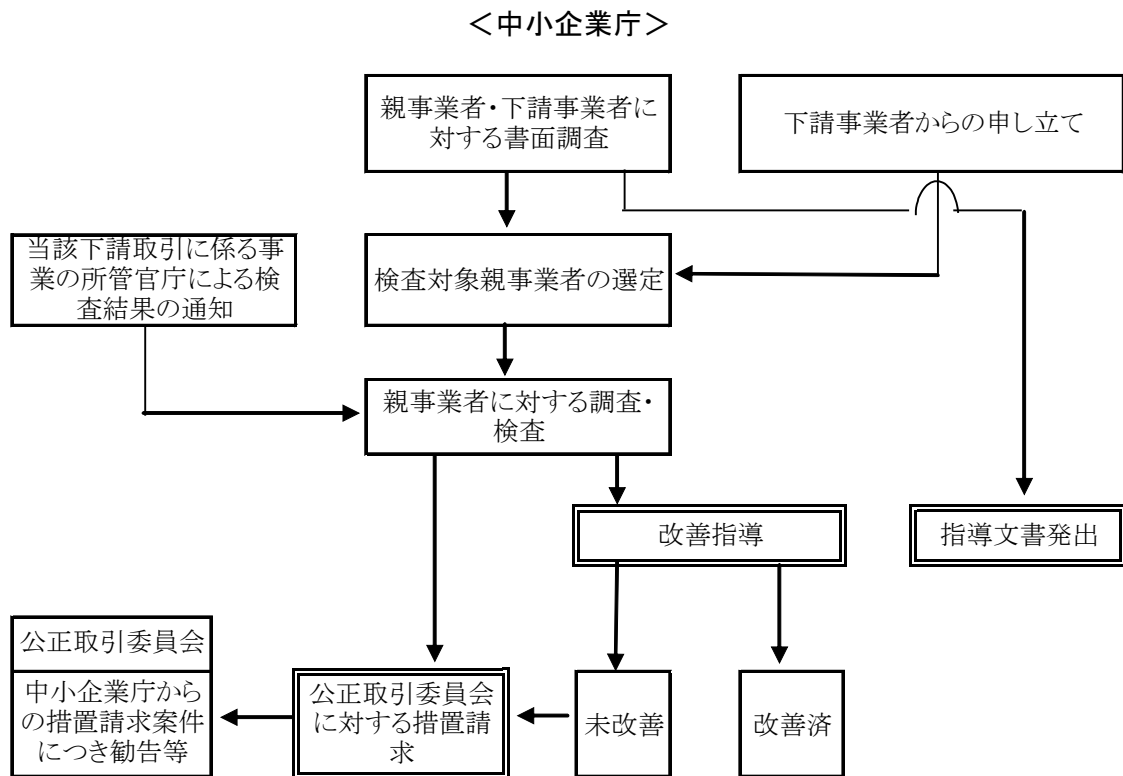 ＜中小企業庁＞
親事業者・下請事業者に
対する書面調査
下請事業者からの申し立て
当該下請取引に係る事
業の所管官庁による検
査結果の通知
検査対象親事業者の選定
親事業者に対する調査・
検査
改善指導
指導文書発出
公正取引委員会
中小企業庁から
の措置請求案件
につき勧告等
公正取引委員会
に対する措置請
求
未改善
改善済